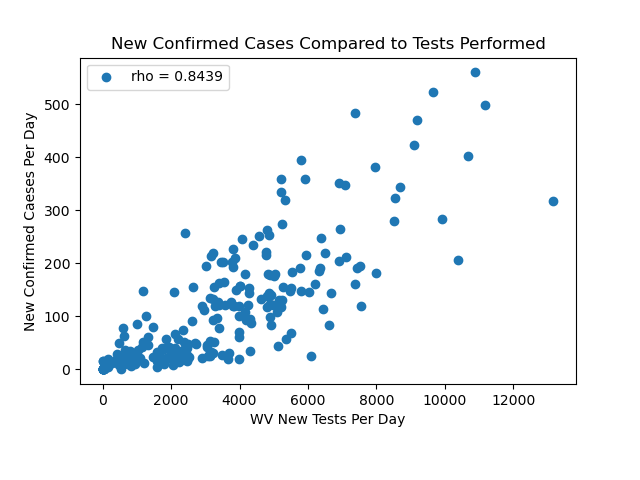 New Confirmed Cases Compared to Tests Performed
rho = 0.8439
New Confirmed Caeses Per Day
500
400
300
200
100
0
0 2000 4000 6000 8000 10000 12000
WV New Tests Per Day